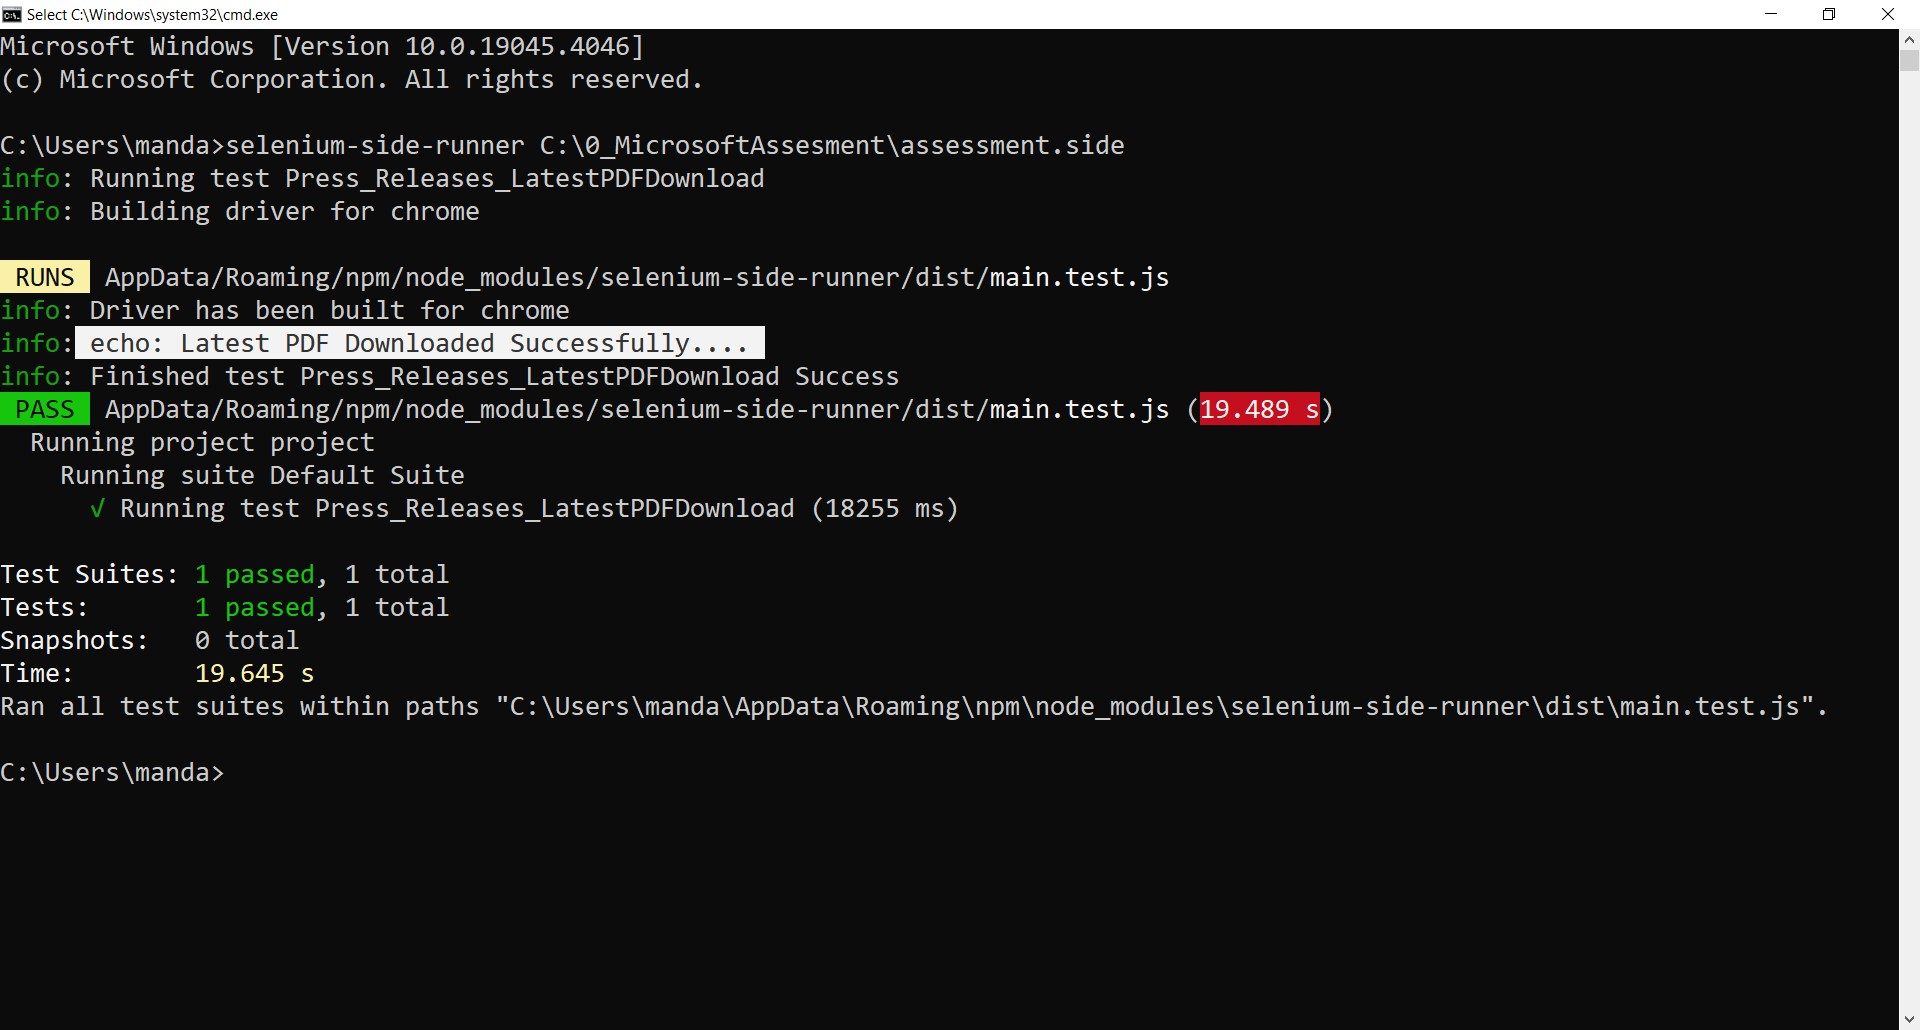 Select C:\Windows\system32\cmd.exe
Microsoft Windows [Version 10.0.19045.4046]
(c) Microsoft Corporation. All rights reserved.
C:\Users\manda>selenium-side-runner C:\0_MicrosoftAssesment\assessment.side
info: Running test Press_Releases_LatestPDFDownload
info: Building driver for chrome
RUNS AppData/Roaming/npm/node_modules/selenium-side-runner/dist/main.test.js
info: Driver has been built for chrome
info: echo: Latest PDF Downloaded Successfully....
info: Finished test Press_Releases_LatestPDFDownload Success
PASS AppData/Roaming/npm/node_modules/selenium-side-runner/dist/main.test.js (19.489 s)
Running project project
Running suite Default Suite
√ Running test Press_Releases_LatestPDFDownload (18255 ms)
Test Suites: 1 passed, 1 total
Tests: 1 passed, 1 total
Snapshots: 0 total
Time: 19.645 s
Ran all test suites within paths "C:\Users\manda\AppData\Roaming\npm\node_modules\selenium-side-runner\dist\main.test.js".
C:\Users\manda>